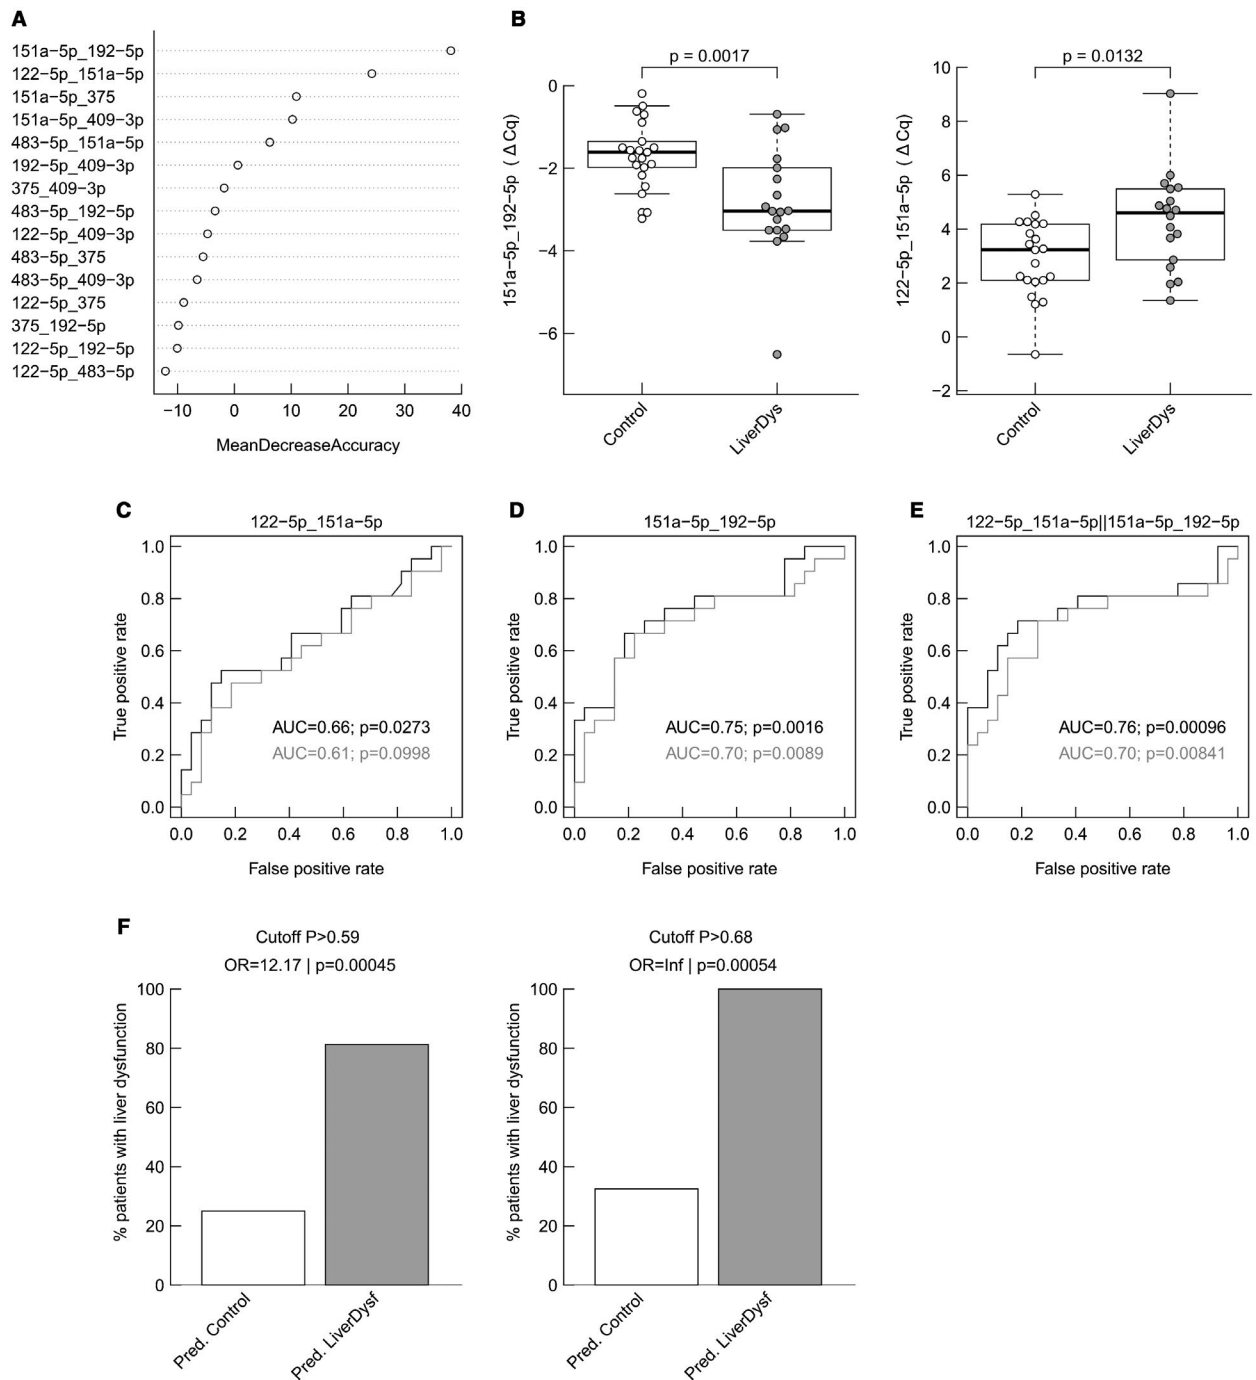 A
151a−5p_192−5p
122−5p_151a−5p
151a−5p_375
151a−5p_409−3p
483−5p_151a−5p
192−5p_409−3p
375_409−3p
483−5p_192−5p
122−5p_409−3p
483−5p_375
483−5p_409−3p
122−5p_375
375_192−5p
122−5p_192−5p
122−5p_483−5p
−10 0 10 20 30 40
MeanDecreaseAccuracy
B
p = 0.0017
151a−5p_192−5p (ΔCq)
0
−2
−4
−6
Control
LiverDys
p = 0.0132
122−5p_151a−5p (ΔCq)
10
8
6
4
2
0
−2
Control
LiverDys
C
122−5p_151a−5p
True positive rate
1.0
0.8
0.6
0.4
0.2
0.0
AUC=0.66; p=0.0273
AUC=0.61; p=0.0998
0.0 0.2 0.4 0.6 0.8 1.0
False positive rate
D
151a−5p_192−5p
True positive rate
1.0
0.8
0.6
0.4
0.2
0.0
AUC=0.75; p=0.0016
AUC=0.70; p=0.0089
0.0 0.2 0.4 0.6 0.8 1.0
False positive rate
E
122−5p_151a−5p||151a−5p_192−5p
True positive rate
1.0
0.8
0.6
0.4
0.2
0.0
AUC=0.76; p=0.00096
AUC=0.70; p=0.00841
0.0 0.2 0.4 0.6 0.8 1.0
False positive rate
F
Cutoff P>0.59
OR=12.17 | p=0.00045
% patients with liver dysfunction
100
80
60
40
20
0
Pred. Control
Pred. LiverDysf
Cutoff P>0.68
OR=Inf | p=0.00054
% patients with liver dysfunction
100
80
60
40
20
0
Pred. Control
Pred. LiverDysf